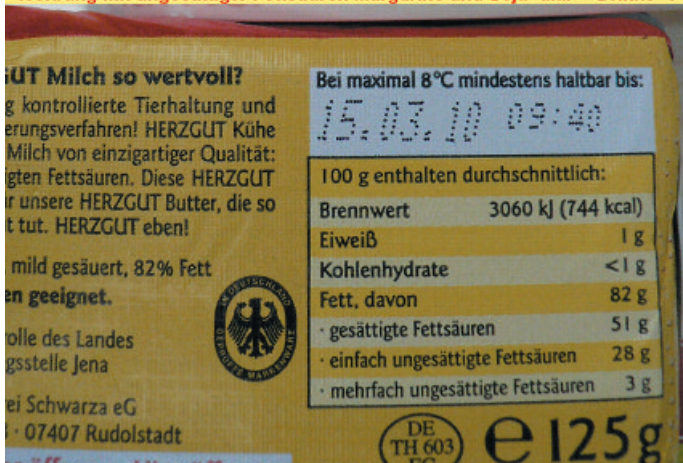 GUT Milch so wertvoll?
g kontrollierte Tierhaltung und
erungsverfahren! HERZGUT Kühe
Milch von einzigartiger Qualität:
igten Fettsäuren. Diese HERZGUT
r unsere HERZGUT Butter, die so
t tut. HERZGUT eben!
mild gesäuert, 82% Fett
en geeignet.
rolle des Landes
gsstelle Jena
ei Schwarza eG
· 07407 Rudolstadt
IN DEUTSCHLAND
GEPRÜFTE MARKENWARE
Bei maximal 8°C mindestens haltbar bis:
15.03.10 09:40
100 g enthalten durchschnittlich:
Brennwert 3060 kJ (744 kcal)
Eiweiß 1 g
Kohlenhydrate <1 g
Fett, davon 82 g
· gesättigte Fettsäuren 51 g
· einfach ungesättigte Fettsäuren 28 g
· mehrfach ungesättigte Fettsäuren 3 g
DE
TH 603
EG
e 125g